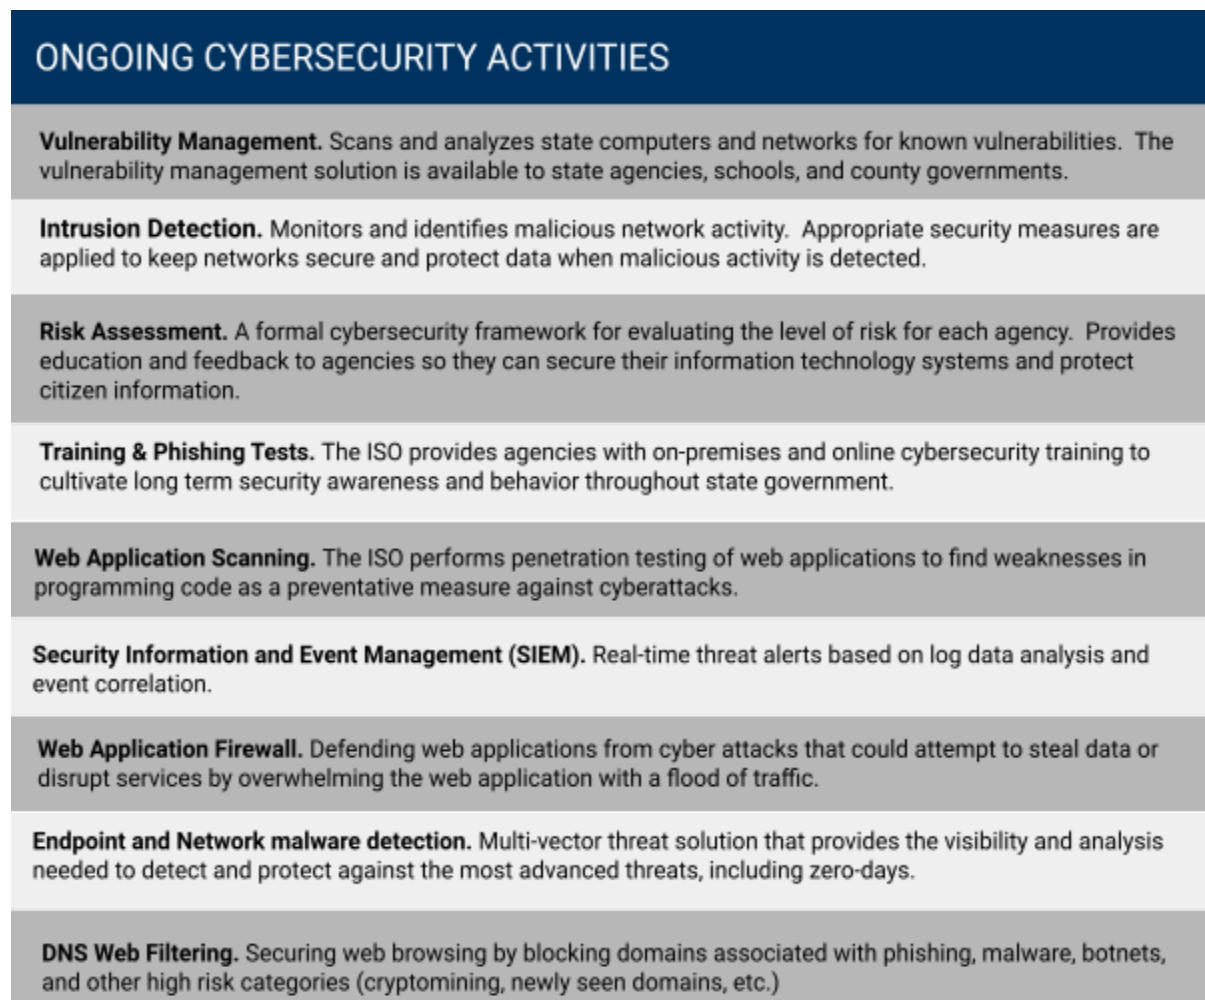 ONGOING CYBERSECURITY ACTIVITIES
Vulnerability Management. Scans and analyzes state computers and networks for known vulnerabilities.  The
vulnerability management solution is available to state agencies, schools, and county governments.
Intrusion Detection. Monitors and identifies malicious network activity.  Appropriate security measures are
applied to keep networks secure and protect data when malicious activity is detected.
Risk Assessment. A formal cybersecurity framework for evaluating the level of risk for each agency.  Provides
education and feedback to agencies so they can secure their information technology systems and protect
citizen information.
Training & Phishing Tests. The ISO provides agencies with on-premises and online cybersecurity training to
cultivate long term security awareness and behavior throughout state government.
Web Application Scanning. The ISO performs penetration testing of web applications to find weaknesses in
programming code as a preventative measure against cyberattacks.
Security Information and Event Management (SIEM). Real-time threat alerts based on log data analysis and
event correlation.
Web Application Firewall. Defending web applications from cyber attacks that could attempt to steal data or
disrupt services by overwhelming the web application with a flood of traffic.
Endpoint and Network malware detection. Multi-vector threat solution that provides the visibility and analysis
needed to detect and protect against the most advanced threats, including zero-days.
DNS Web Filtering. Securing web browsing by blocking domains associated with phishing, malware, botnets,
and other high risk categories (cryptomining, newly seen domains, etc.)